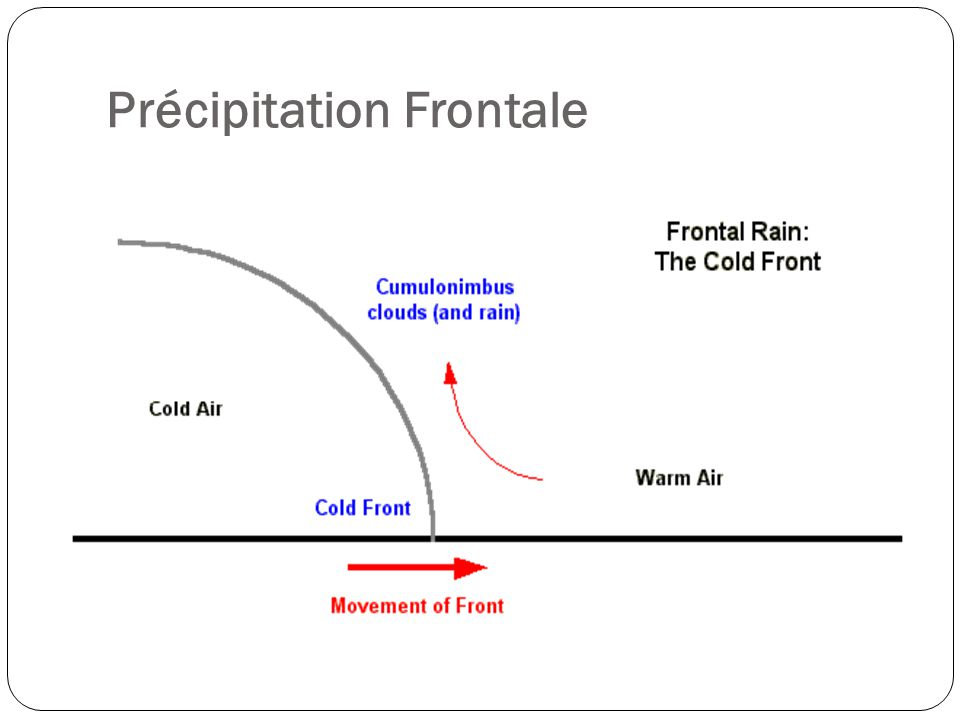 Précipitation Frontale
Frontal Rain:
The Cold Front
Cumulonimbus
clouds (and rain)
Cold Air
Warm Air
Cold Front
Movement of Front